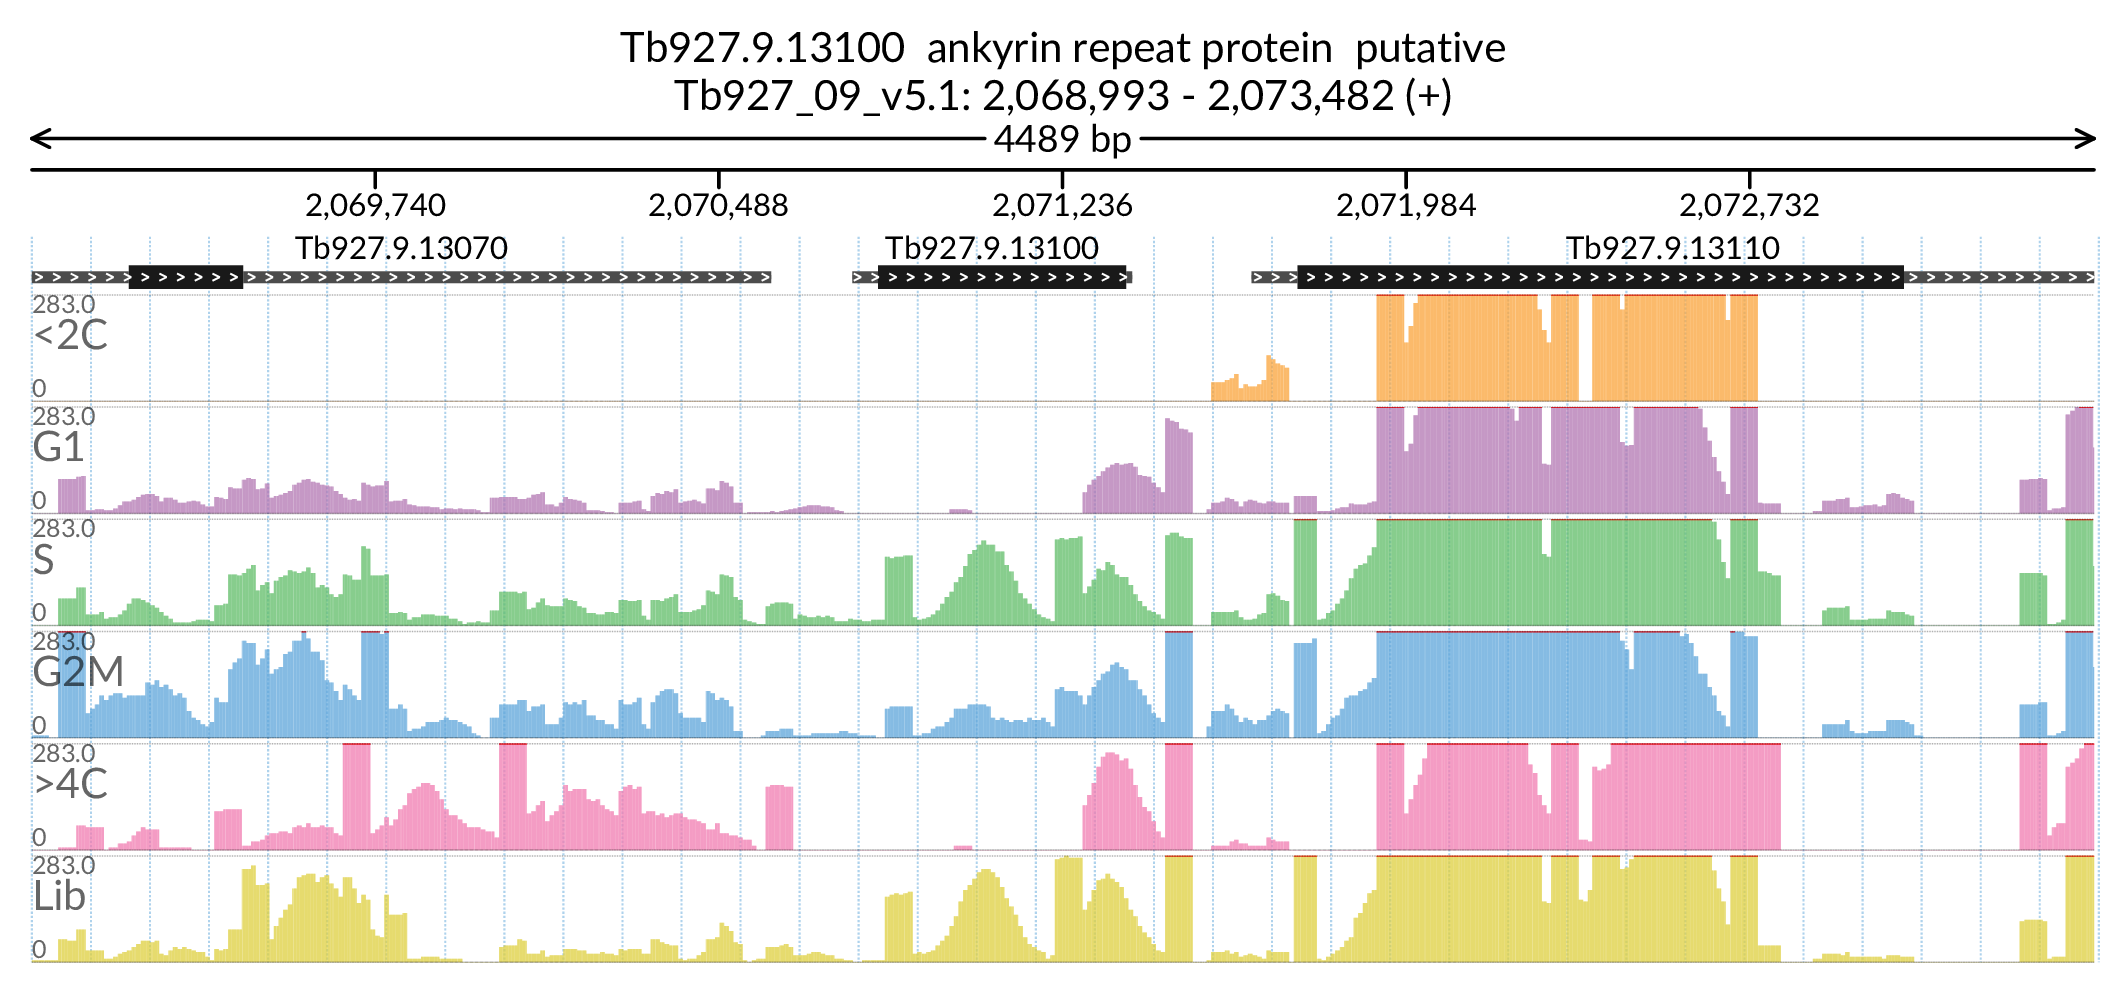 Tb927.9.13100 ankyrin repeat protein putative
Tb927_09_v5.1: 2,068,993 - 2,073,482 (+)
4489 bp
2,069,740 2,070,488 2,071,236 2,071,984 2,072,732
Tb927.9.13070 Tb927.9.13100 Tb927.9.13110
283.0
<2C
0
283.0
G1
0
283.0
S
0
283.0
G2M
0
283.0
>4C
0
283.0
Lib
0